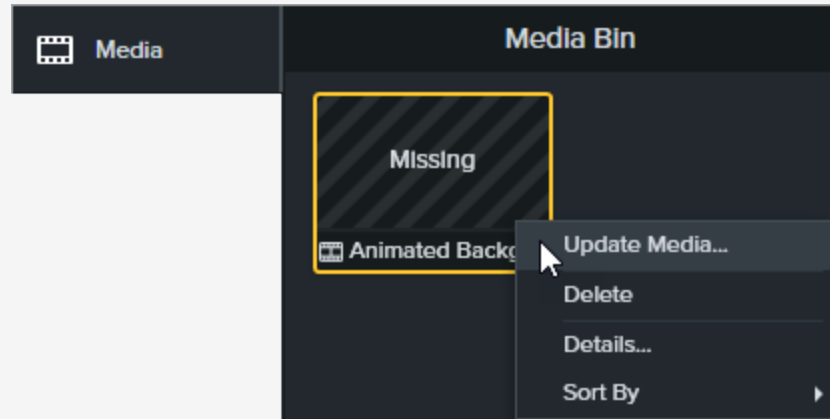 Media
Media Bin
Missing
Animated Backg
Update Media...
Delete
Details...
Sort By